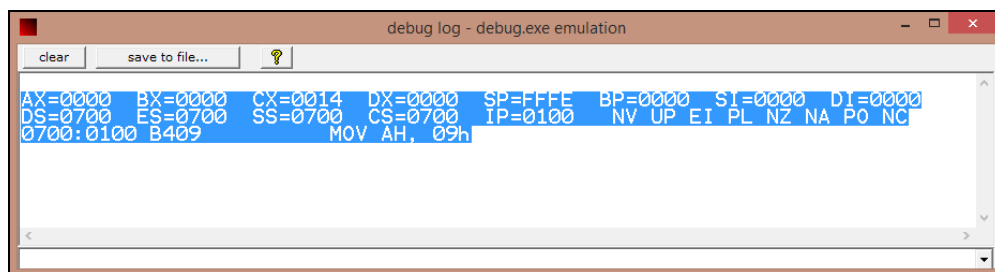 debug log - debug.exe emulation
clear save to file... ?
AX=0000 BX=0000 CX=0014 DX=0000 SP=FFFE BP=0000 SI=0000 DI=0000
DS=0700 ES=0700 SS=0700 CS=0700 IP=0100 NV UP EI PL NZ NA PO NC
0700:0100 B409 MOV AH, 09h